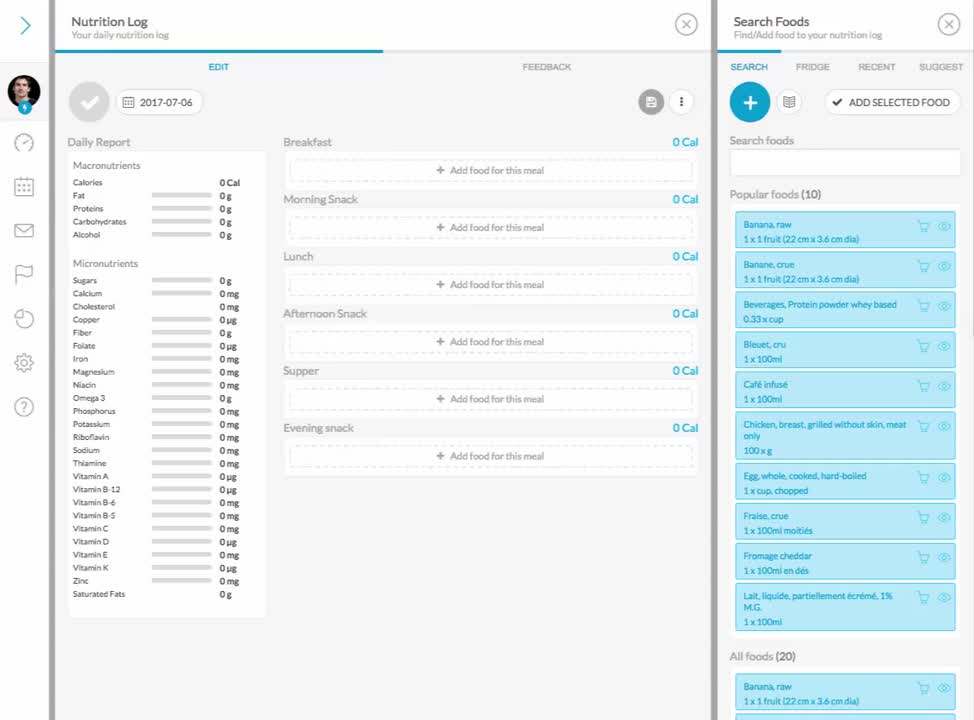 Nutrition Log
Your daily nutrition log
EDIT
FEEDBACK
2017-07-06
Daily Report
Macronutrients
Calories 0 Cal
Fat 0 g
Proteins 0 g
Carbohydrates 0 g
Alcohol 0 g
Micronutrients
Sugars 0 g
Calcium 0 mg
Cholesterol 0 mg
Copper 0 µg
Fiber 0 g
Folate 0 µg
Iron 0 mg
Magnesium 0 mg
Niacin 0 mg
Omega 3 0 g
Phosphorus 0 mg
Potassium 0 mg
Riboflavin 0 mg
Sodium 0 mg
Thiamine 0 mg
Vitamin A 0 µg
Vitamin B-12 0 µg
Vitamin B-6 0 mg
Vitamin B-5 0 mg
Vitamin C 0 mg
Vitamin D 0 µg
Vitamin E 0 mg
Vitamin K 0 µg
Zinc 0 mg
Saturated Fats 0 g
Breakfast 0 Cal
+ Add food for this meal
Morning Snack 0 Cal
+ Add food for this meal
Lunch 0 Cal
+ Add food for this meal
Afternoon Snack 0 Cal
+ Add food for this meal
Supper 0 Cal
+ Add food for this meal
Evening snack 0 Cal
+ Add food for this meal
Search Foods
Find/Add food to your nutrition log
SEARCH FRIDGE RECENT SUGGEST
ADD SELECTED FOOD
Search foods
Popular foods (10)
Banana, raw
1 x 1 fruit (22 cm x 3.6 cm dia)
Banane, crue
1 x 1 fruit (22 cm x 3.6 cm dia)
Beverages, Protein powder whey based
0.33 x cup
Bleuet, cru
1 x 100ml
Café infusé
1 x 100ml
Chicken, breast, grilled without skin, meat
only
100 x g
Egg, whole, cooked, hard-boiled
1 x cup, chopped
Fraise, crue
1 x 100ml moitiés
Fromage cheddar
1 x 100ml en dés
Lait, liquide, partiellement écrémé, 1%
M.G.
1 x 100ml
All foods (20)
Banana, raw
1 x 1 fruit (22 cm x 3.6 cm dia)